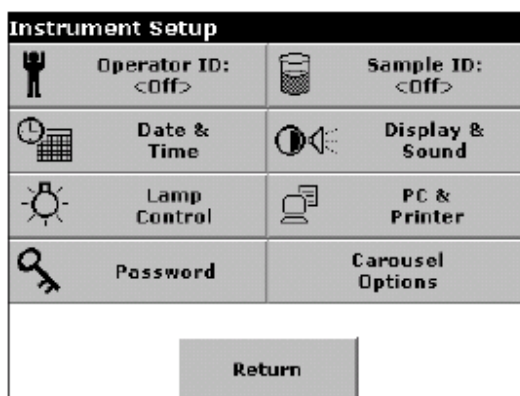 Instrument Setup
Operator ID:
<Off>
Sample ID:
<Off>
Date &
Time
Display &
Sound
Lamp
Control
PC &
Printer
Password
Carousel
Options
Return